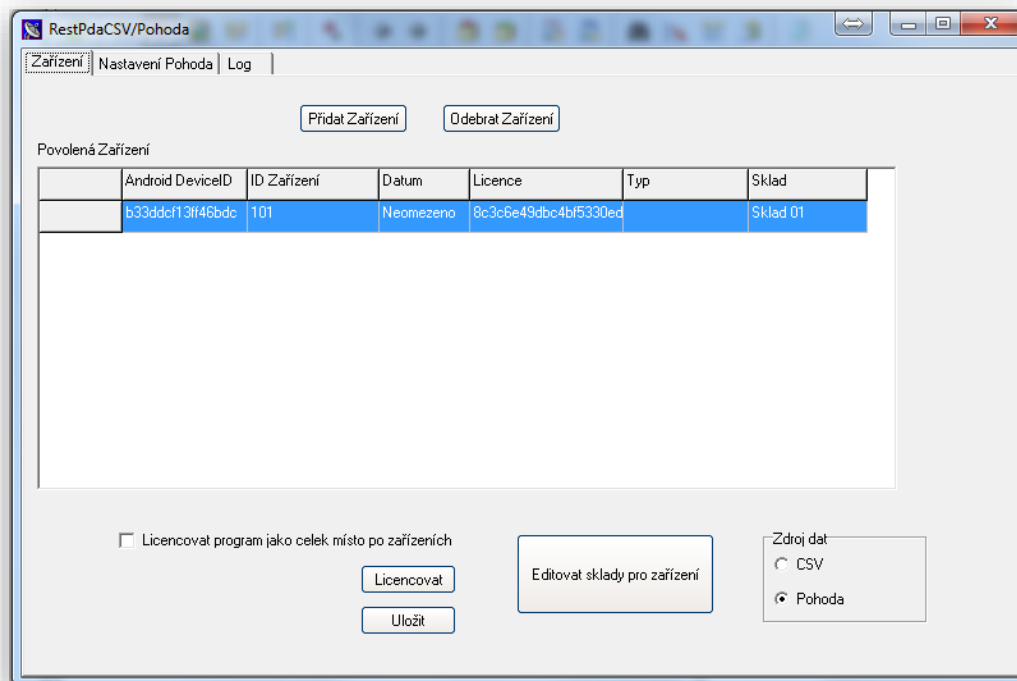 RestPdaCSV/Pohoda
Zařízení Nastavení Pohoda Log
Přidat Zařízení Odebrat Zařízení
Povolená Zařízení
Android DeviceID ID Zařízení Datum Licence Typ Sklad
b33ddcf13ff46bdc 101 Neomezeno 8c3c6e49dbc4bf5330ed Sklad 01
Licencovat program jako celek místo po zařízeních
Licencovat
Uložit
Editovat sklady pro zařízení
Zdroj dat
CSV
Pohoda